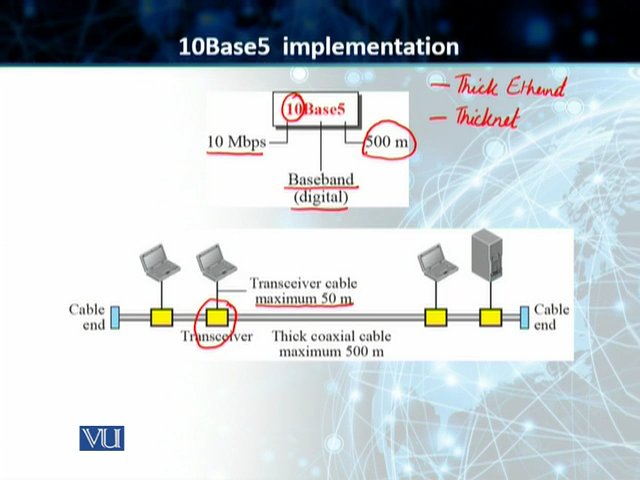 10Base5 implementation
— Thick Ethernet
— Thicknet
10Base5
10 Mbps
500 m
Baseband
(digital)
Transceiver cable
maximum 50 m
Cable
end
Cable
end
Transceiver
Thick coaxial cable
maximum 500 m
VU